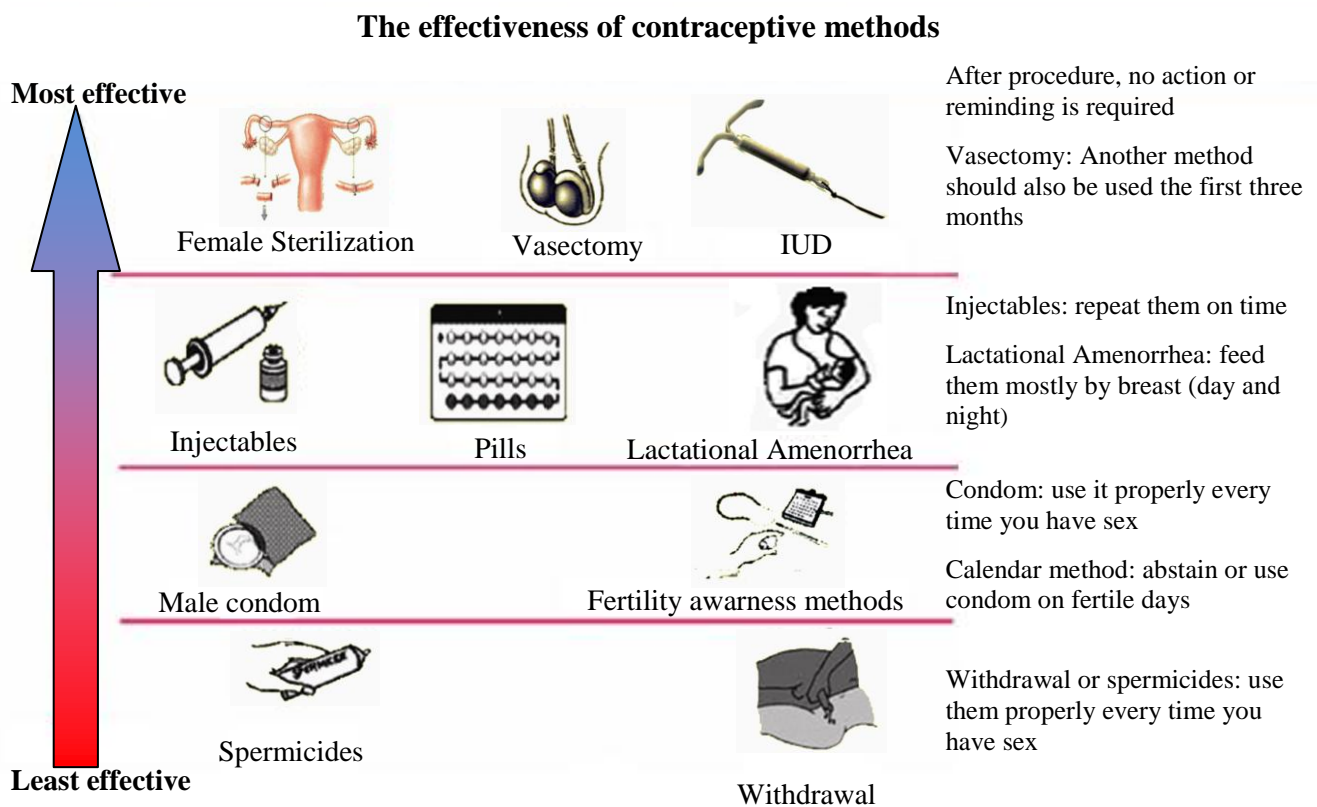 The effectiveness of contraceptive methods
Most effective
Female Sterilization
Vasectomy
IUD
After procedure, no action or
reminding is required
Vasectomy: Another method
should also be used the first three
months
Injectables
Pills
Lactational Amenorrhea
Injectables: repeat them on time
Lactational Amenorrhea: feed
them mostly by breast (day and
night)
Male condom
Fertility awarness methods
Condom: use it properly every
time you have sex
Calendar method: abstain or use
condom on fertile days
SPERMICIDE
Spermicides
Withdrawal
Withdrawal or spermicides: use
them properly every time you
have sex
Least effective